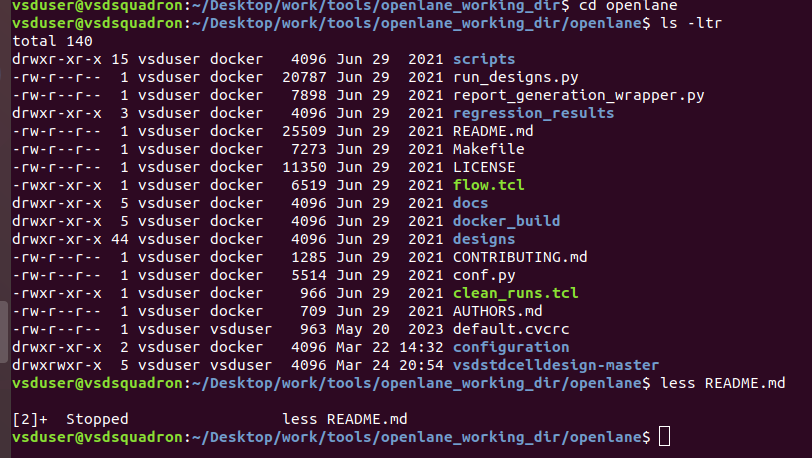 vsduser@vsdsquadron:~/Desktop/work/tools/openlane_working_dir$ cd openlane
vsduser@vsdsquadron:~/Desktop/work/tools/openlane_working_dir/openlane$ ls -ltr
total 140
drwxr-xr-x 15 vsduser docker   4096 Jun 29  2021 scripts
-rw-r--r--  1 vsduser docker  20787 Jun 29  2021 run_designs.py
-rw-r--r--  1 vsduser docker   7898 Jun 29  2021 report_generation_wrapper.py
drwxr-xr-x  3 vsduser docker   4096 Jun 29  2021 regression_results
-rw-r--r--  1 vsduser docker  25509 Jun 29  2021 README.md
-rw-r--r--  1 vsduser docker   7273 Jun 29  2021 Makefile
-rw-r--r--  1 vsduser docker  11350 Jun 29  2021 LICENSE
-rwxr-xr-x  1 vsduser docker   6519 Jun 29  2021 flow.tcl
drwxr-xr-x  5 vsduser docker   4096 Jun 29  2021 docs
drwxr-xr-x  5 vsduser docker   4096 Jun 29  2021 docker_build
drwxr-xr-x 44 vsduser docker   4096 Jun 29  2021 designs
-rw-r--r--  1 vsduser docker   1285 Jun 29  2021 CONTRIBUTING.md
-rw-r--r--  1 vsduser docker   5514 Jun 29  2021 conf.py
-rwxr-xr-x  1 vsduser docker    966 Jun 29  2021 clean_runs.tcl
-rw-r--r--  1 vsduser docker    709 Jun 29  2021 AUTHORS.md
-rw-r--r--  1 vsduser vsduser   963 May 20  2023 default.cvcrc
drwxr-xr-x  2 vsduser docker   4096 Mar 22 14:32 configuration
drwxrwxr-x  5 vsduser vsduser  4096 Mar 24 20:54 vsdstdcelldesign-master
vsduser@vsdsquadron:~/Desktop/work/tools/openlane_working_dir/openlane$ less README.md
[2]+  Stopped                 less README.md
vsduser@vsdsquadron:~/Desktop/work/tools/openlane_working_dir/openlane$